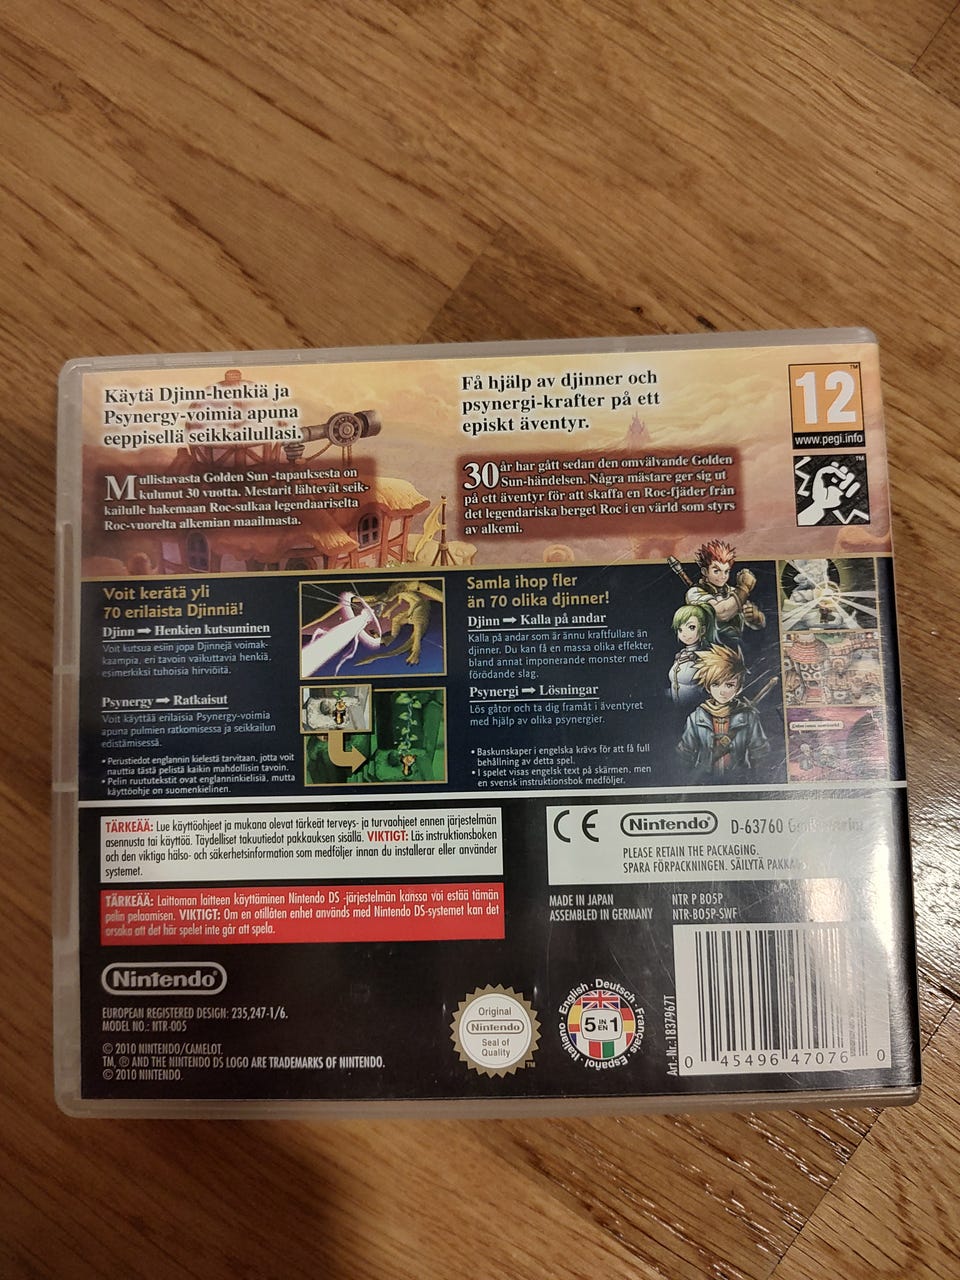 Käytä Djinn-henkiä ja
Psynergy-voimia apuna
eeppisellä seikkailullasi.
Mullistavasta Golden Sun -tapauksesta on
kulunut 30 vuotta. Mestarit lähtevät seik-
kailulle hakemaan Roc-sulkaa legendaariselta
Roc-vuorelta alkemian maailmasta.
Få hjälp av djinner och
psynergi-krafter på ett
episkt äventyr.
30 år har gått sedan den omvälvande Golden
Sun-händelsen. Några mästare ger sig ut
på ett äventyr för att skaffa en Roc-fjäder från
det legendariska berget Roc i en värld som styrs
av alkemi.
12
www.pegi.info
Voit kerätä yli
70 erilaista Djinniä!
Djinn ➞ Henkien kutsuminen
Voit kutsua esiin jopa Djinnejä voimak-
kaampia, eri tavoin vaikuttavia henkiä,
esimerkiksi tuhoisia hirviöitä.
Psynergy ➞ Ratkaisut
Voit käyttää erilaisia Psynergy-voimia
apuna pulmien ratkomisessa ja seikkailun
edistämisessä.
• Perustiedot englannin kielestä tarvitaan, jotta voit
nauttia tästä pelistä kaikin mahdollisin tavoin.
• Pelin ruututekstit ovat englanninkielisiä, mutta
käyttöohje on suomenkielinen.
Samla ihop fler
än 70 olika djinner!
Djinn ➞ Kalla på andar
Kalla på andar som är ännu kraftfullare än
djinner. Du kan få en massa olika effekter,
bland annat imponerande monster med
förödande slag.
Psynergi ➞ Lösningar
Lös gåtor och ta dig framåt i äventyret
med hjälp av olika psynergier.
• Baskunskaper i engelska krävs för att få full
behållning av detta spel.
• I spelet visas engelsk text på skärmen, men
en svensk instruktionsbok medföljer.
TÄRKEÄÄ: Lue käyttöohjeet ja mukana olevat tärkeät terveys- ja turvaohjeet ennen järjestelmän
asennusta tai käyttöä. Täydelliset takuutiedot pakkauksen sisällä. VIKTIGT: Läs instruktionsboken
och den viktiga hälso- och säkerhetsinformation som medföljer innan du installerar eller använder
systemet.
TÄRKEÄÄ: Laittoman laitteen käyttäminen Nintendo DS -järjestelmän kanssa voi estää tämän
pelin pelaamisen. VIKTIGT: Om en otillåten enhet används med Nintendo DS-systemet kan det
orsaka att det här spelet inte går att spela.
CE Nintendo D-63760
PLEASE RETAIN THE PACKAGING.
SPARA FÖRPACKNINGEN. SÄILYTÄ
MADE IN JAPAN
ASSEMBLED IN GERMANY
NTR P BO5P
NTR-BO5P-SWF
Nintendo
EUROPEAN REGISTERED DESIGN: 235,247-1/6.
MODEL NO.: NTR-005
© 2010 NINTENDO/CAMELOT.
TM, ® AND THE NINTENDO DS LOGO ARE TRADEMARKS OF NINTENDO.
© 2010 NINTENDO.
Original
Nintendo
Seal of
Quality
TM
English · Deutsch · Français · Español · Italiano
5 IN EN 1
Art.-Nr.:1837967T
0 45496 47076 0